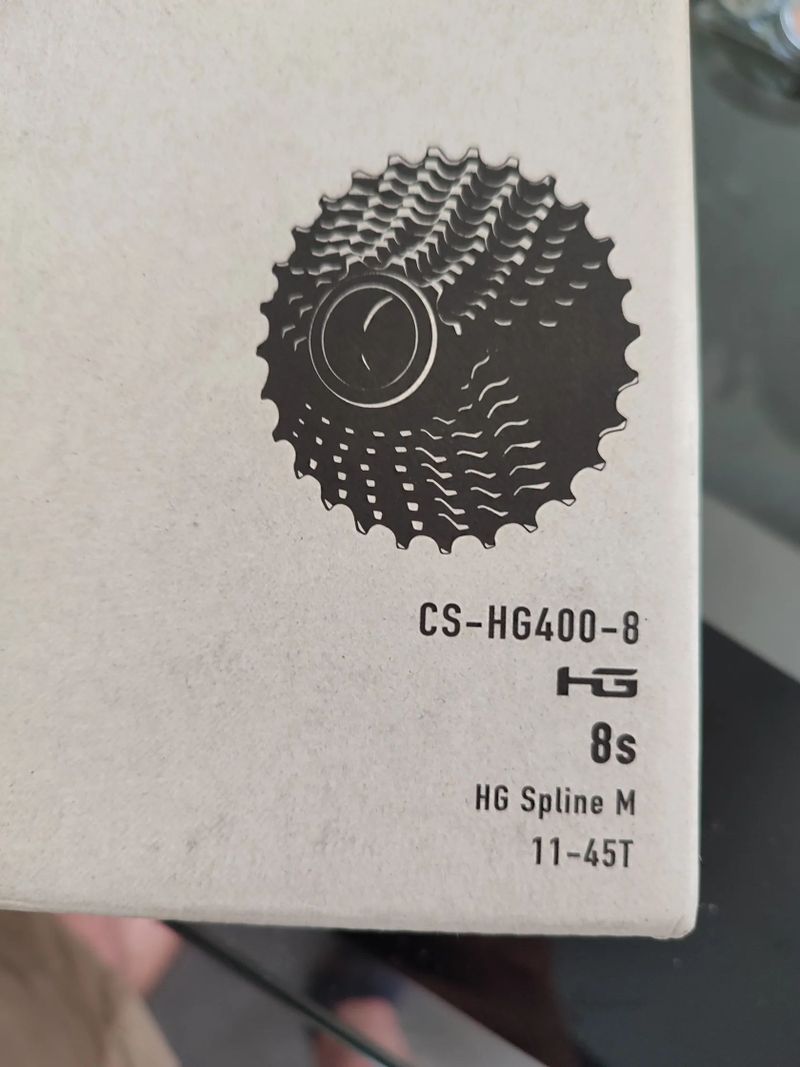 CS-HG400-8
HG
8s
HG Spline M
11-45T